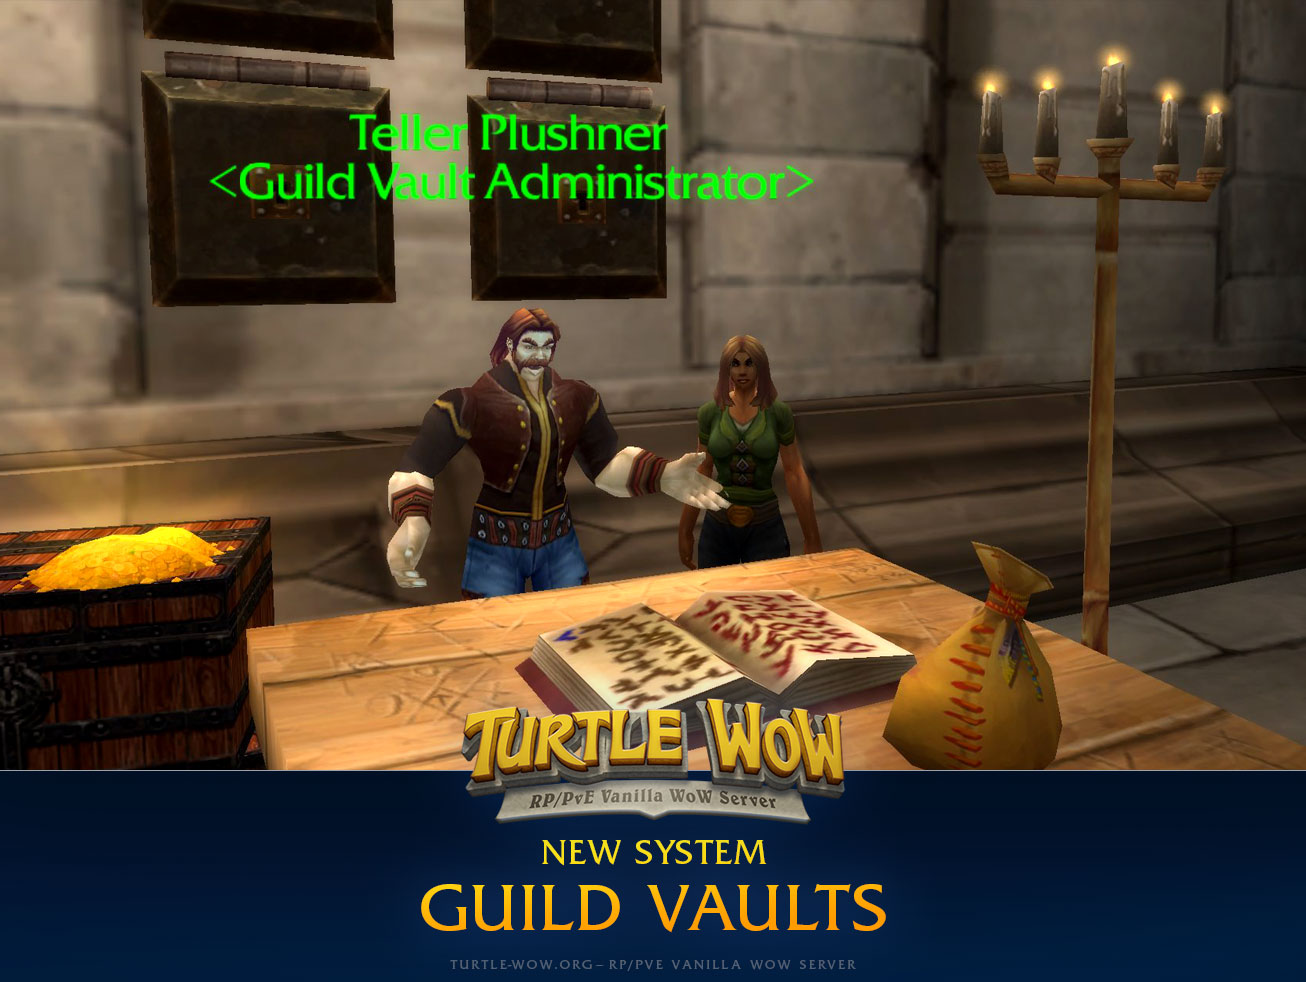 Teller Plushner
<Guild Vault Administrator>
TURTLE WOW
RP/PvE Vanilla WoW Server
NEW SYSTEM
GUILD VAULTS
TURTLE-WOW.ORG – RP/PVE VANILLA WOW SERVER